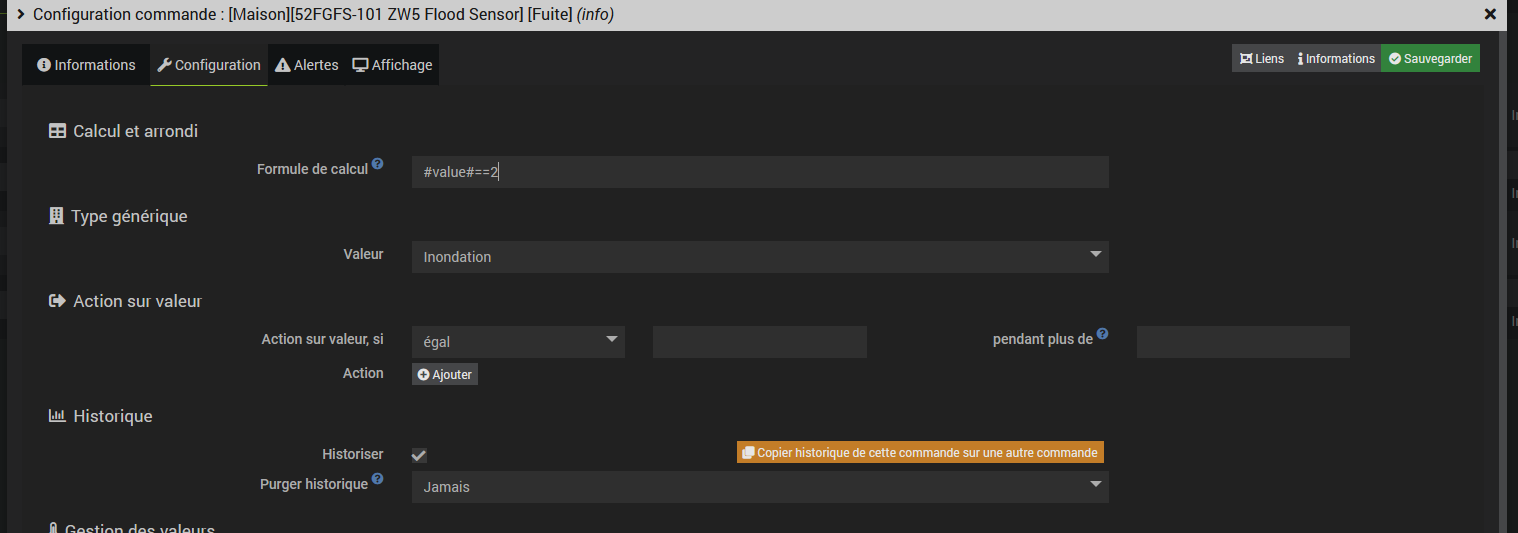 Configuration commande : [Maison][52FGFS-101 ZW5 Flood Sensor] [Fuite] (info)
Informations Configuration Alertes Affichage Liens Informations Sauvegarder
Calcul et arrondi
Formule de calcul #value#==2
Type générique
Valeur Inondation
Action sur valeur
Action sur valeur, si égal pendant plus de
Action Ajouter
Historique
Historiser Copier historique de cette commande sur une autre commande
Purger historique Jamais
Gestion des valeurs